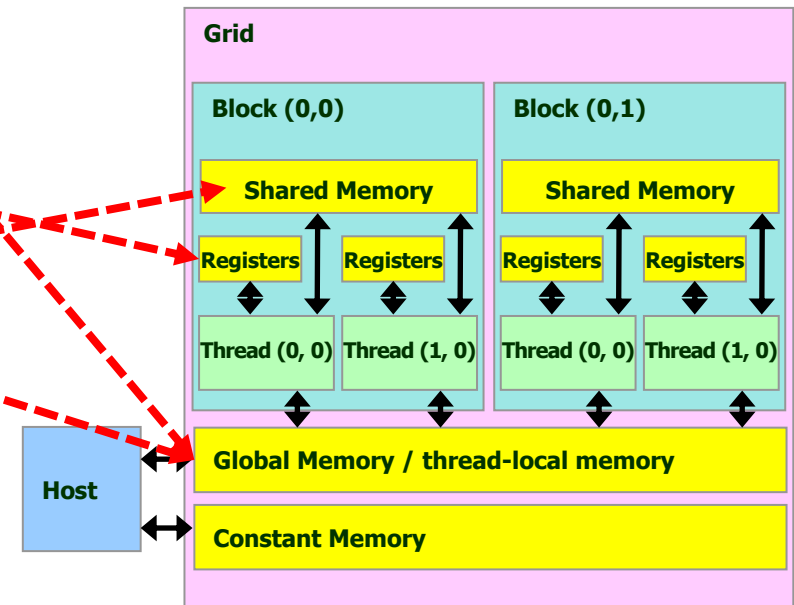 Grid
Block (0,0)
Block (0,1)
Shared Memory
Shared Memory
Registers
Registers
Registers
Registers
Thread (0, 0)
Thread (1, 0)
Thread (0, 0)
Thread (1, 0)
Global Memory / thread-local memory
Host
Constant Memory